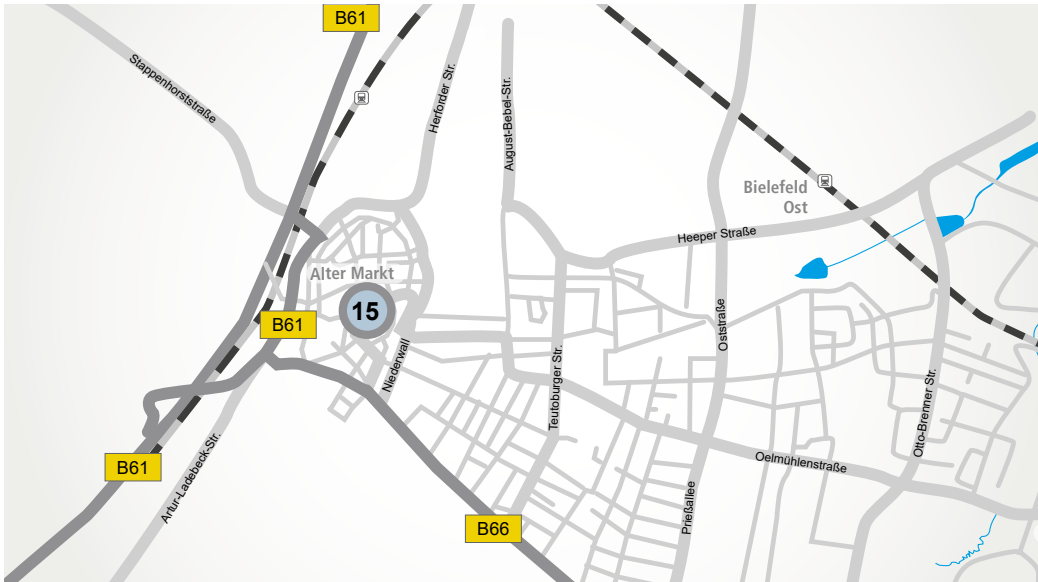 B61
Stappenhorststraße
Herforder Str.
August-Bebel-Str.
Bielefeld
Ost
Heeper Straße
Alter Markt
15
B61
Niederwall
Oststraße
Teutoburger Str.
Otto-Brenner Str.
B61
Artur-Ladebeck-Str.
Oelmühlenstraße
Prießallee
B66